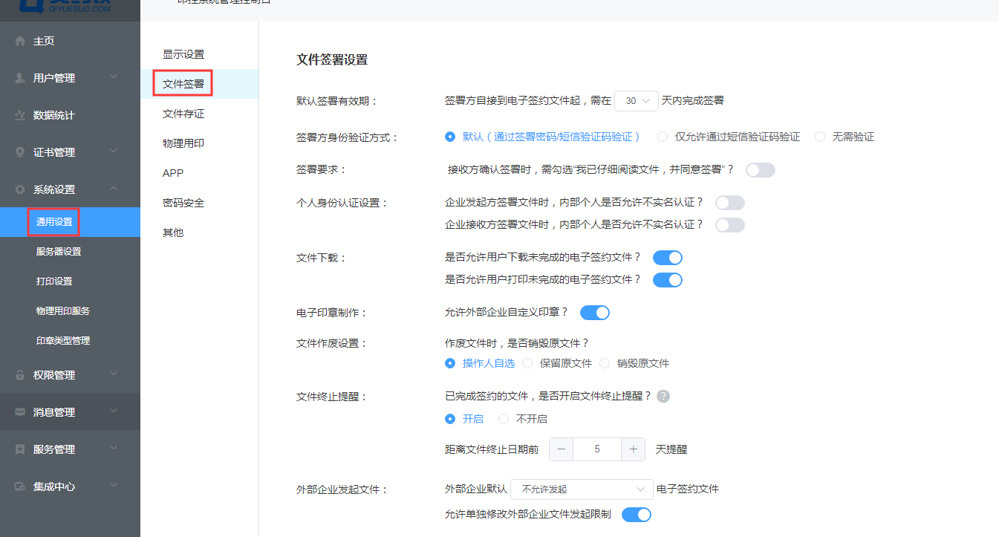 QIYUESUO.COM
印控系统管理控制台
主页
用户管理
数据统计
证书管理
系统设置
通用设置
服务器设置
打印设置
物理用印服务
印章类型管理
权限管理
消息管理
服务管理
集成中心
显示设置
文件签署
文件存证
物理用印
APP
密码安全
其他
文件签署设置
默认签署有效期： 签署方自接到电子签约文件起，需在 30 天内完成签署
签署方身份验证方式： 默认（通过签署密码/短信验证码验证） 仅允许通过短信验证码验证 无需验证
签署要求： 接收方确认签署时，需勾选“我已仔细阅读文件，并同意签署”？
个人身份认证设置： 企业发起方签署文件时，内部个人是否允许不实名认证？
企业接收方签署文件时，内部个人是否允许不实名认证？
文件下载： 是否允许用户下载未完成的电子签约文件？
是否允许用户打印未完成的电子签约文件？
电子印章制作： 允许外部企业自定义印章？
文件作废设置： 作废文件时，是否销毁原文件？
操作人自选 保留原文件 销毁原文件
文件终止提醒： 已完成签约的文件，是否开启文件终止提醒？ ?
开启 不开启
距离文件终止日期前 — 5 + 天提醒
外部企业发起文件： 外部企业默认 不允许发起 电子签约文件
允许单独修改外部企业文件发起限制